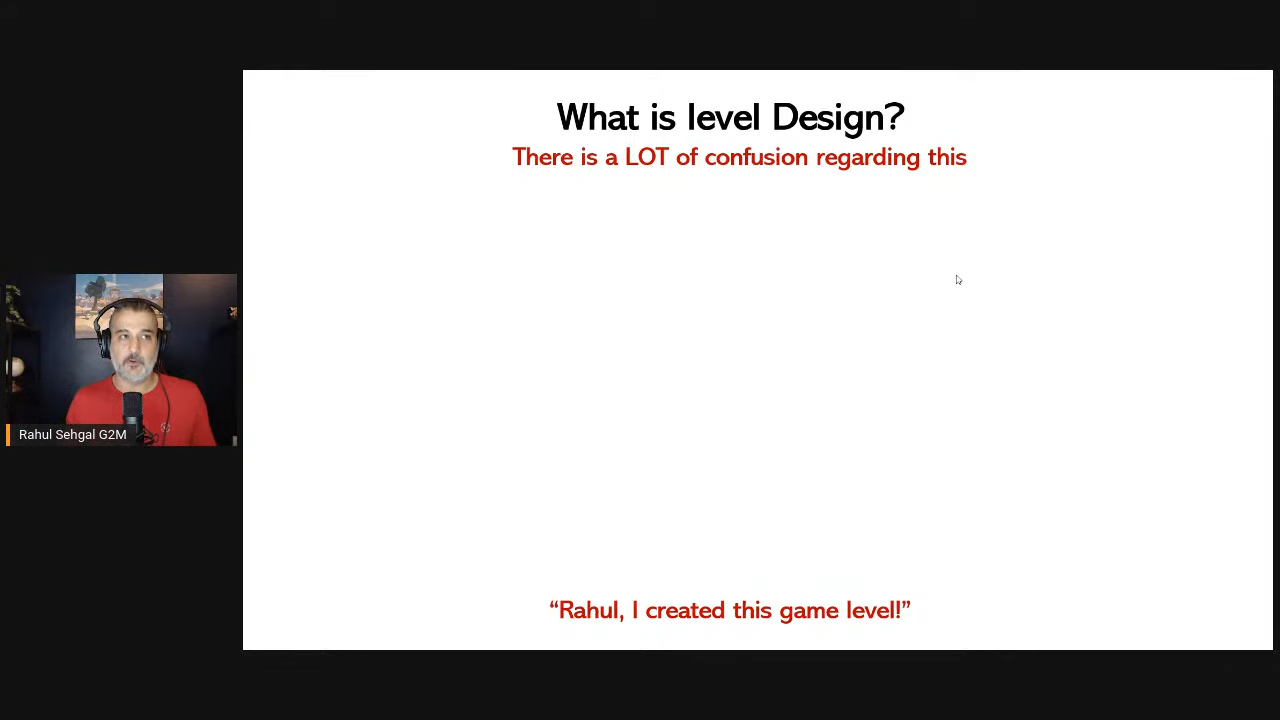 What is level Design?
There is a LOT of confusion regarding this
Rahul Sehgal G2M
“Rahul, I created this game level!”